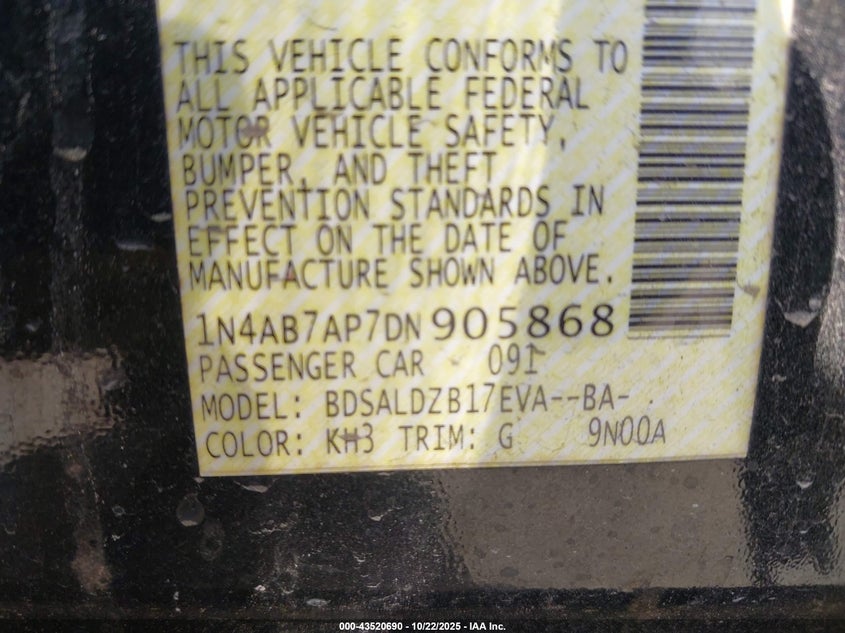 THIS VEHICLE CONFORMS TO
ALL APPLICABLE FEDERAL
MOTOR VEHICLE SAFETY,
BUMPER, AND THEFT
PREVENTION STANDARDS IN
EFFECT ON THE DATE OF
MANUFACTURE SHOWN ABOVE.
1N4AB7AP7DN905868
PASSENGER CAR 091
MODEL: BDSALDZB17EVA--BA-
COLOR: KH3 TRIM: G 9N00A
000-43520690 - 10/22/2025 - IAA Inc.